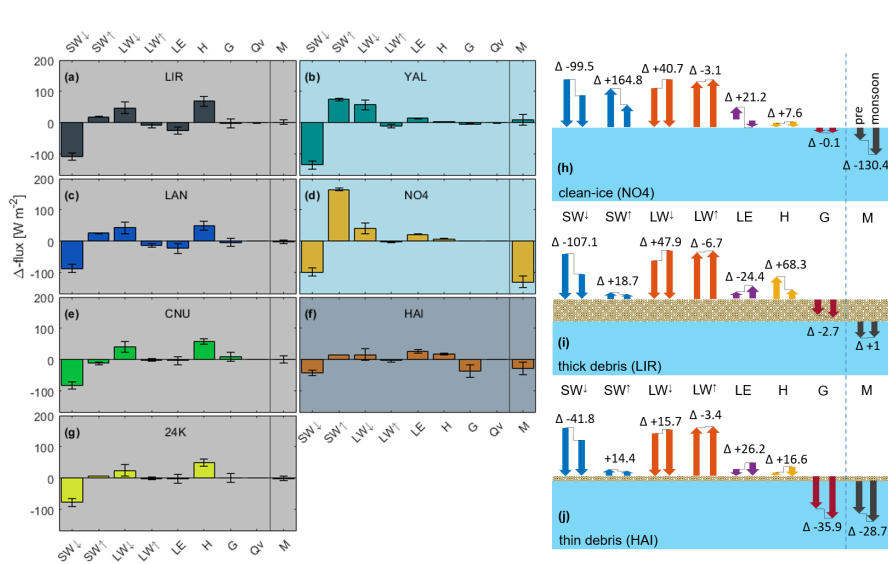 SW↓ SW↑ LW↓ LW↑ LE H G Qv M
SW↓ SW↑ LW↓ LW↑ LE H G Qv M
Δ-flux [W m⁻²]
200
100
0
-100
(a) LIR
(b) YAL
200
100
0
-100
(c) LAN
(d) NO4
200
100
0
-100
(e) CNU
(f) HAI
200
100
0
-100
(g) 24K
SW↓ SW↑ LW↓ LW↑ LE H G Qv M
SW↓ SW↑ LW↓ LW↑ LE H G Qv M
Δ -99.5
Δ +164.8
Δ +40.7
Δ -3.1
Δ +21.2
Δ +7.6
Δ -0.1
pre
monsoon
Δ -130.4
(h)
clean-ice (NO4)
SW↓ SW↑ LW↓ LW↑ LE H G M
Δ -107.1
Δ +18.7
Δ +47.9
Δ -6.7
Δ -24.4
Δ +68.3
Δ -2.7
Δ +1
(i)
thick debris (LIR)
SW↓ SW↑ LW↓ LW↑ LE H G M
Δ -41.8
+14.4
Δ +15.7
Δ -3.4
Δ +26.2
Δ +16.6
Δ -35.9
Δ -28.7
(j)
thin debris (HAI)